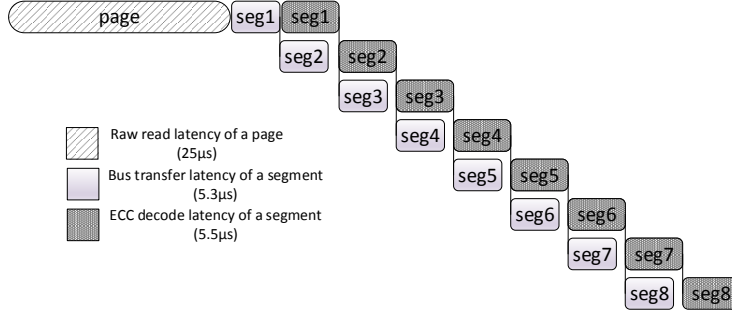 page seg1 seg1
seg2 seg2
seg3 seg3
seg4 seg4
seg5 seg5
seg6 seg6
seg7 seg7
seg8 seg8
Raw read latency of a page
(25μs)
Bus transfer latency of a segment
(5.3μs)
ECC decode latency of a segment
(5.5μs)